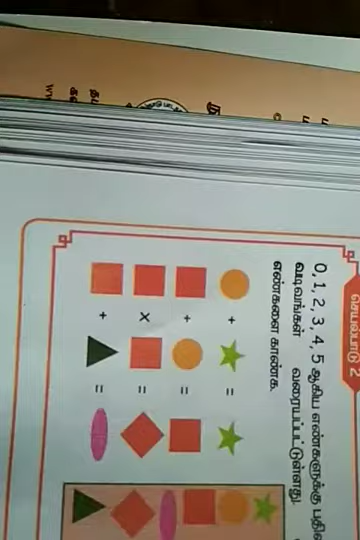 செயல்பாடு 2
0, 1, 2, 3, 4, 5 ஆகிய எண்களுக்கு பதில
வடிவங்கள் வரையப்பட்டுள்ளது.
எண்களை காண்க.
+ =
+ =
× =
+ =